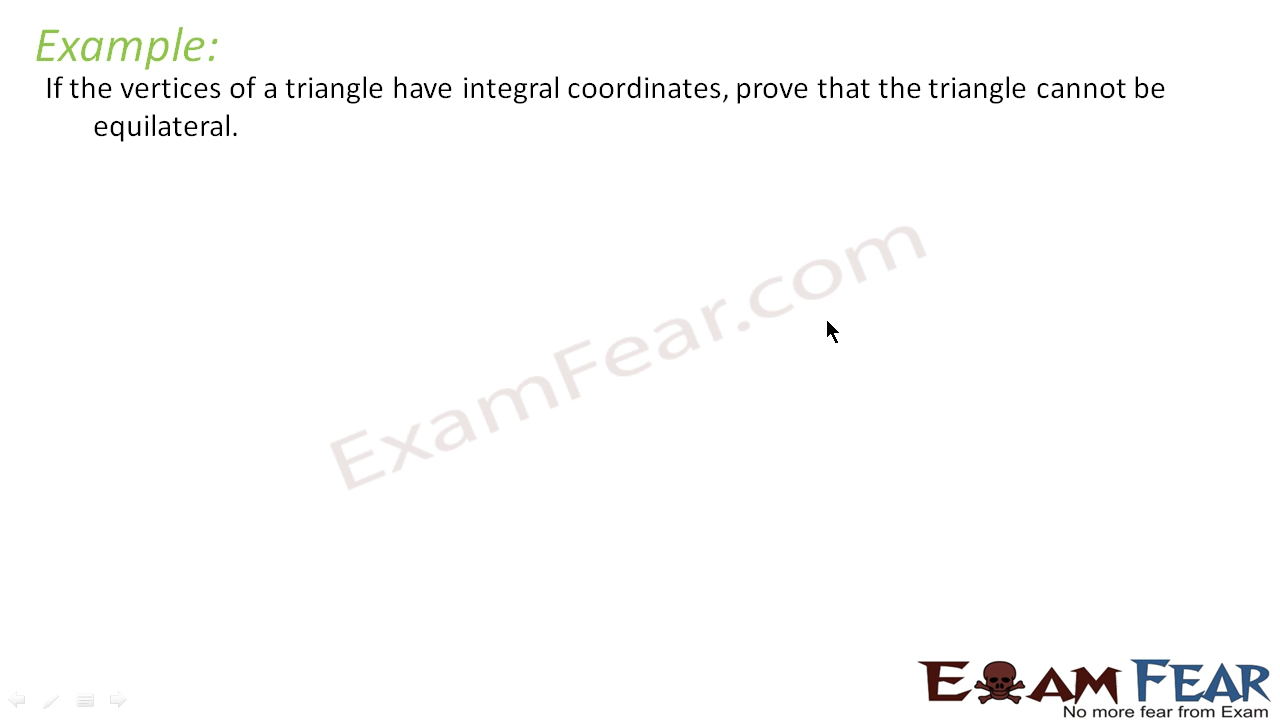 Example:
If the vertices of a triangle have integral coordinates, prove that the triangle cannot be
equilateral.
ExamFear.com
EXAM FEAR
No more fear from Exam